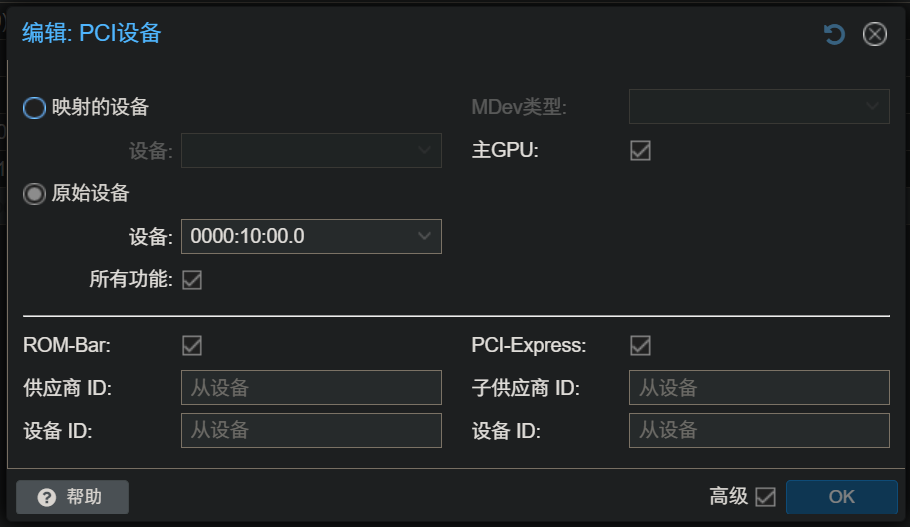 编辑: PCI设备
映射的设备
MDev类型:
设备:
主GPU:
原始设备
设备: 0000:10:00.0
所有功能:
ROM-Bar:
PCI-Express:
供应商 ID: 从设备
子供应商 ID: 从设备
设备 ID: 从设备
设备 ID: 从设备
帮助
高级
OK